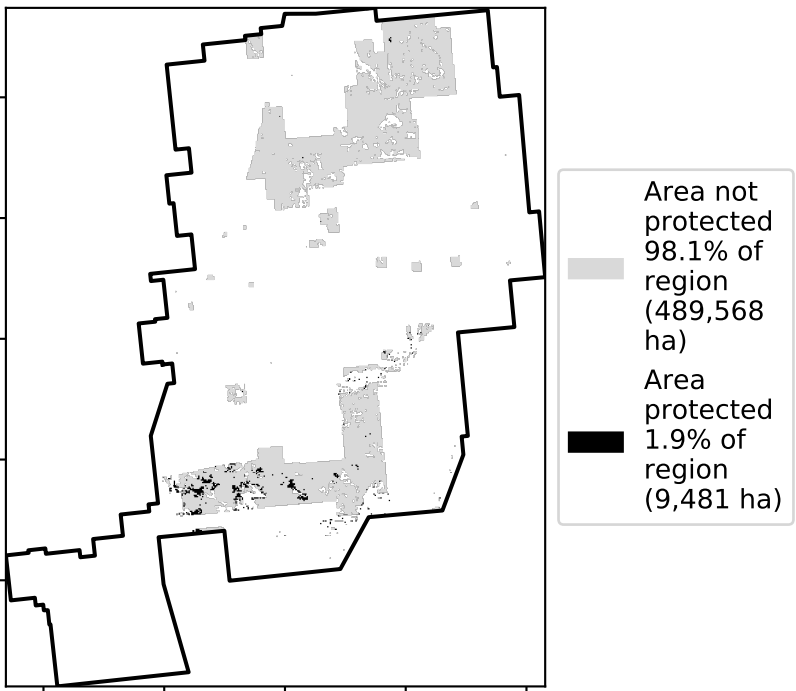 Area not
protected
98.1% of
region
(489,568
ha)
Area
protected
1.9% of
region
(9,481 ha)